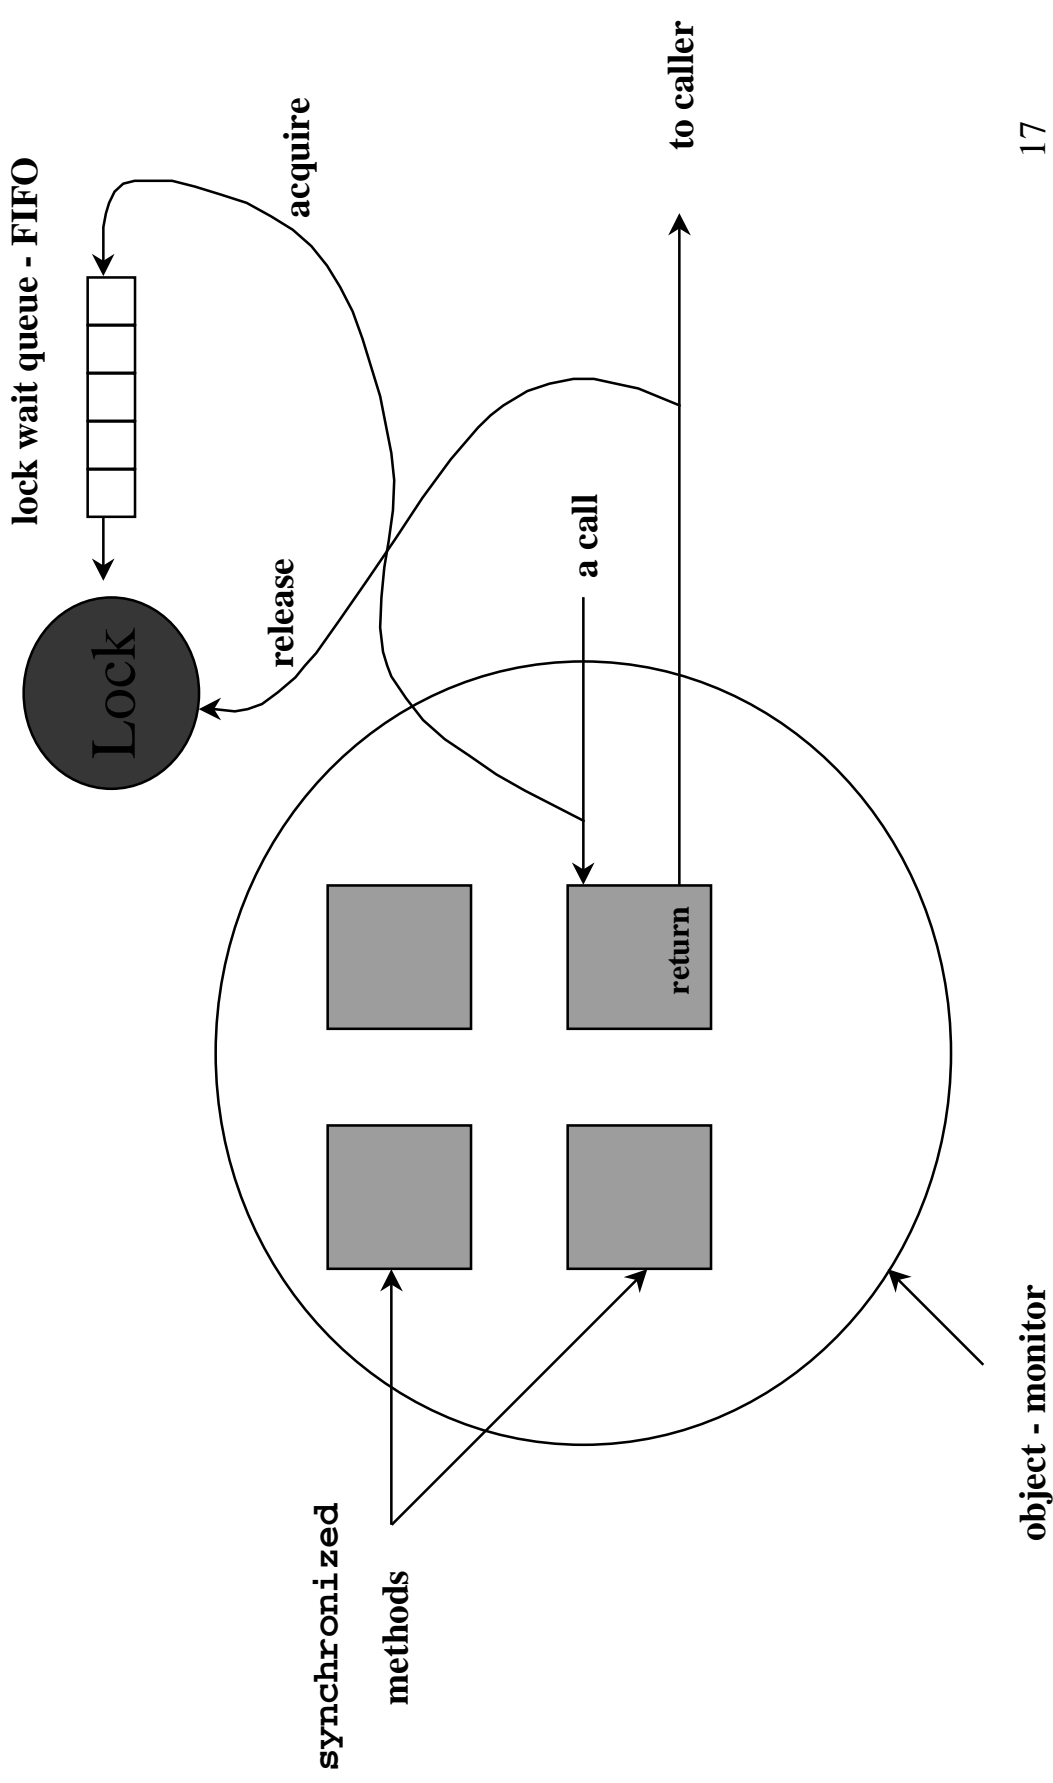 lock wait queue - FIFO
Lock
release
acquire
synchronized
methods
a call
return
to caller
object - monitor
17